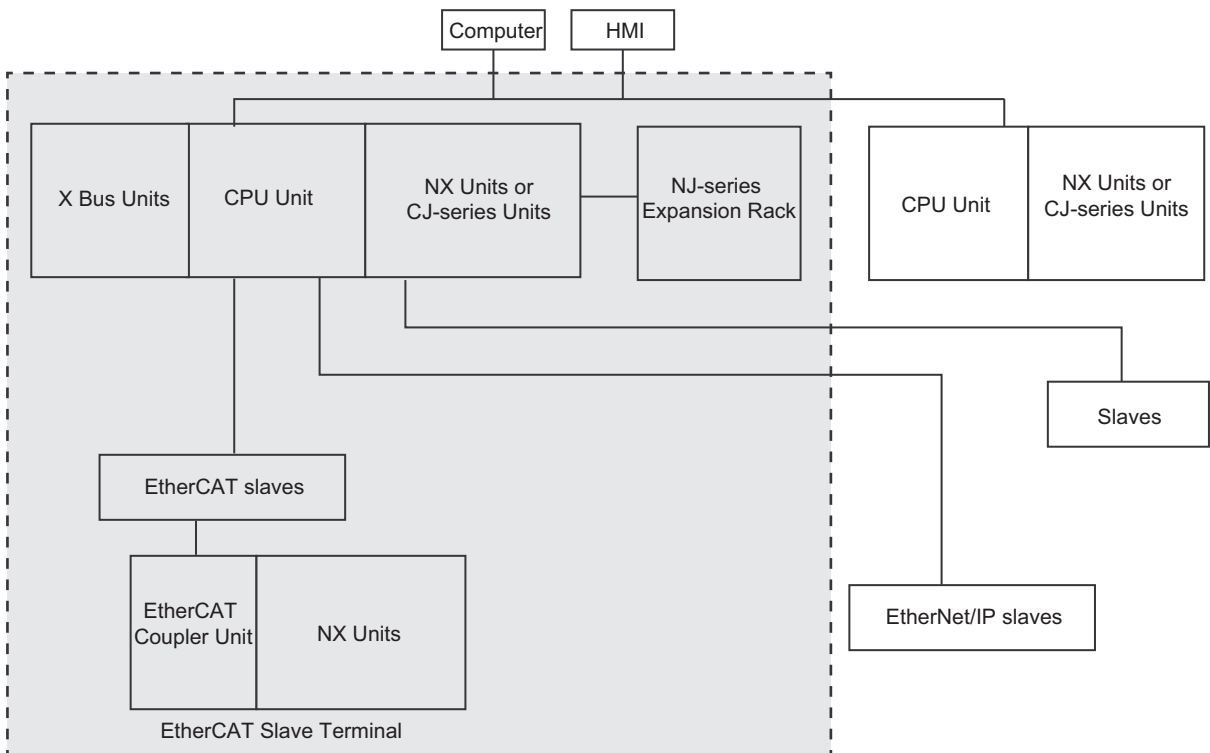 Computer
HMI
X Bus Units
CPU Unit
NX Units or
CJ-series Units
NJ-series
Expansion Rack
CPU Unit
NX Units or
CJ-series Units
Slaves
EtherCAT slaves
EtherCAT
Coupler Unit
NX Units
EtherNet/IP slaves
EtherCAT Slave Terminal